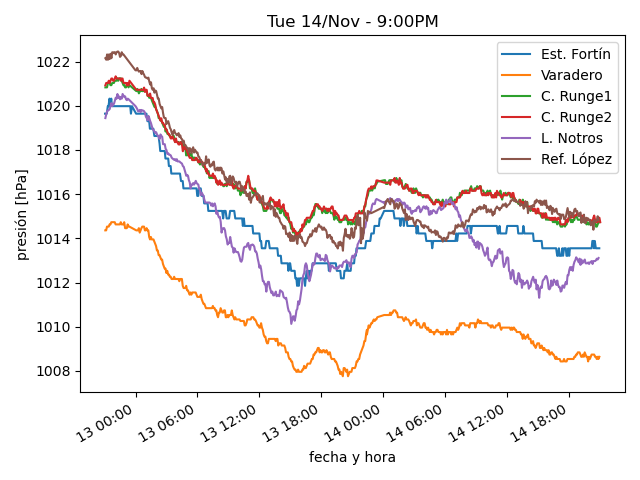 Tue 14/Nov - 9:00PM
presión [hPa]
1022
1020
1018
1016
1014
1012
1010
1008
Est. Fortín
Varadero
C. Runge1
C. Runge2
L. Notros
Ref. López
13 00:00
13 06:00
13 12:00
13 18:00
14 00:00
14 06:00
14 12:00
14 18:00
fecha y hora